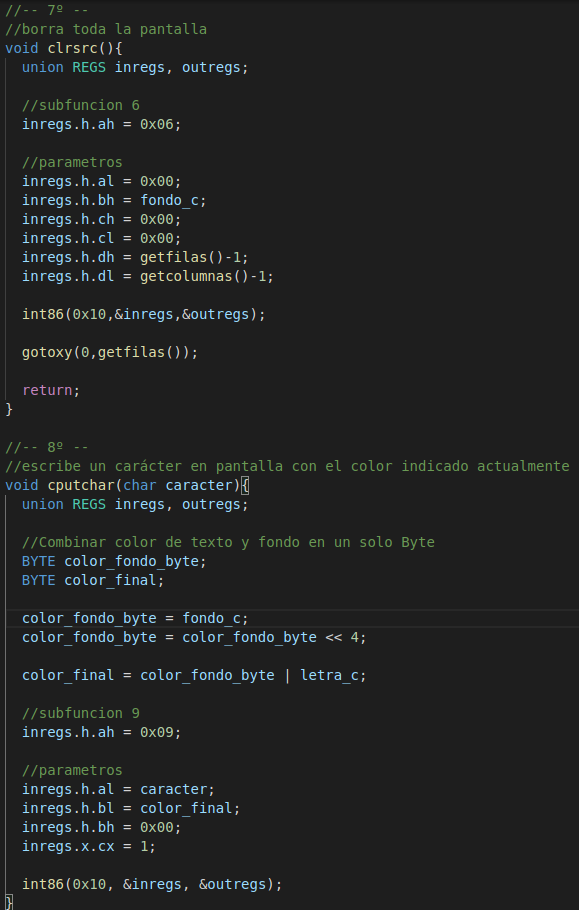 //-- 7º --
//borra toda la pantalla
void clrsrc(){
  union REGS inregs, outregs;

  //subfuncion 6
  inregs.h.ah = 0x06;

  //parametros
  inregs.h.al = 0x00;
  inregs.h.bh = fondo_c;
  inregs.h.ch = 0x00;
  inregs.h.cl = 0x00;
  inregs.h.dh = getfilas()-1;
  inregs.h.dl = getcolumnas()-1;

  int86(0x10,&inregs,&outregs);

  gotoxy(0,getfilas());

  return;
}

//-- 8º --
//escribe un carácter en pantalla con el color indicado actualmente
void cputchar(char caracter){
  union REGS inregs, outregs;

  //Combinar color de texto y fondo en un solo Byte
  BYTE color_fondo_byte;
  BYTE color_final;

  color_fondo_byte = fondo_c;
  color_fondo_byte = color_fondo_byte << 4;

  color_final = color_fondo_byte | letra_c;

  //subfuncion 9
  inregs.h.ah = 0x09;

  //parametros
  inregs.h.al = caracter;
  inregs.h.bl = color_final;
  inregs.h.bh = 0x00;
  inregs.x.cx = 1;

  int86(0x10, &inregs, &outregs);
}